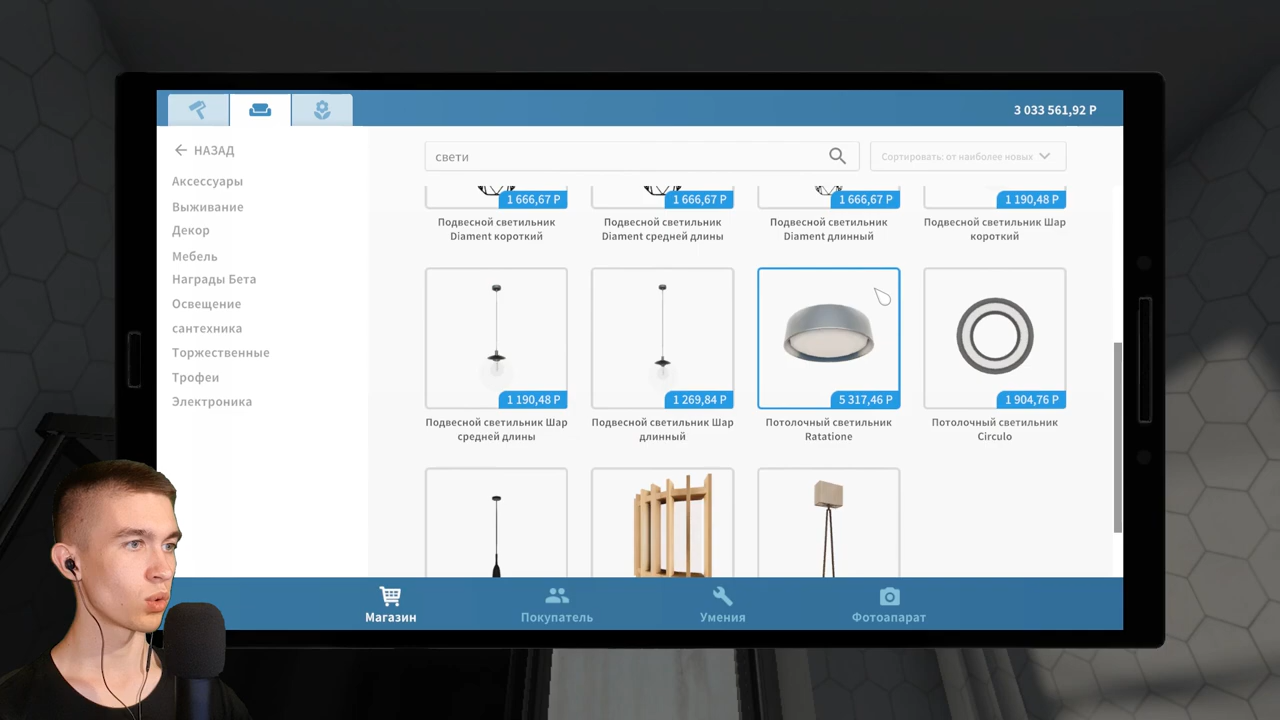 3 033 561,92 Р
НАЗАД
Аксессуары
Выживание
Декор
Мебель
Награды Бета
Освещение
сантехника
Торжественные
Трофеи
Электроника
свети
Сортировать: от наиболее новых
1 666,67 Р
1 666,67 Р
1 666,67 Р
1 190,48 Р
Подвесной светильник
Diament короткий
Подвесной светильник
Diament средней длины
Подвесной светильник
Diament длинный
Подвесной светильник Шар
короткий
1 190,48 Р
1 269,84 Р
5 317,46 Р
1 904,76 Р
Подвесной светильник Шар
средней длины
Подвесной светильник Шар
длинный
Потолочный светильник
Ratatione
Потолочный светильник
Circulo
Магазин
Покупатель
Умения
Фотоаппарат